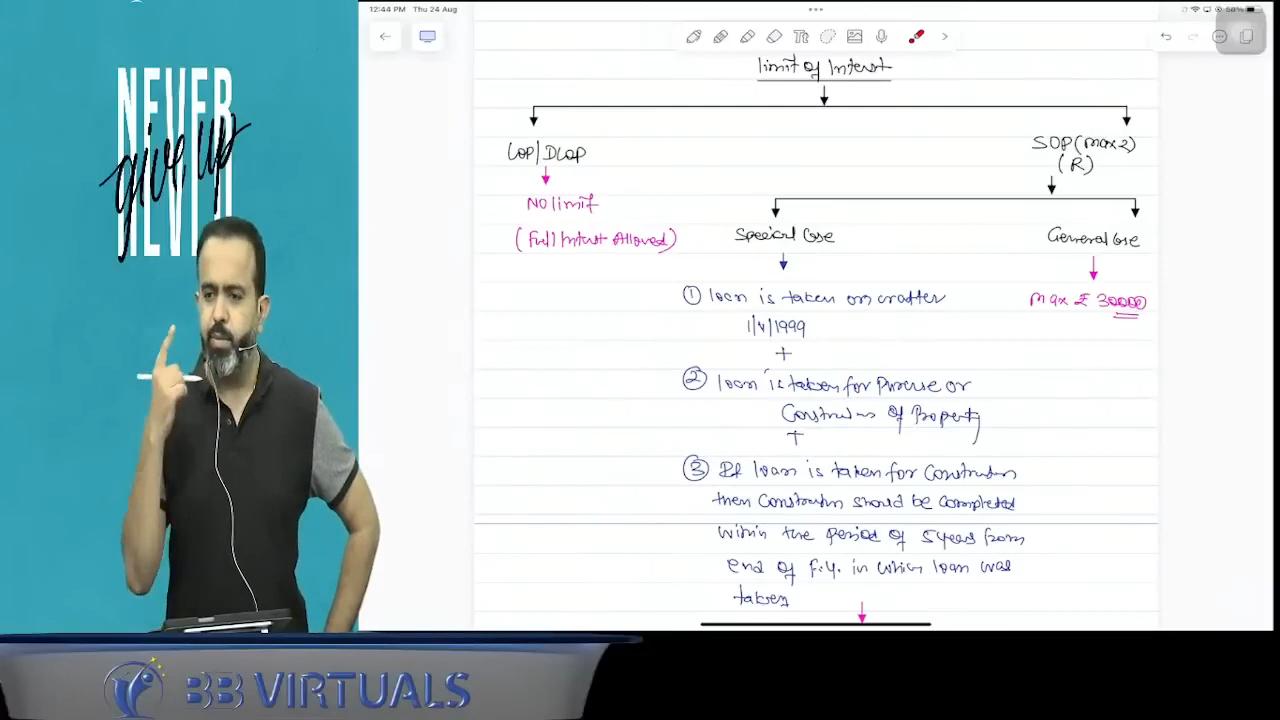 12:44 PM Thu 24 Aug
58%
NEVER
give up
NEVER
Limit of Interest
LOP/DLOP
SOP (Max 2)
(R)
NO limit
(Full Interest Allowed)
Special Case
General Case
Max ₹ 30000
① loan is taken on or after
1/4/1999
+
② loan is taken for Purchase or
Construction of Property
+
③ If loan is taken for Construction
then Construction should be completed
within the period of 5 years from
end of F.Y. in which loan was
taken
BB VIRTUALS